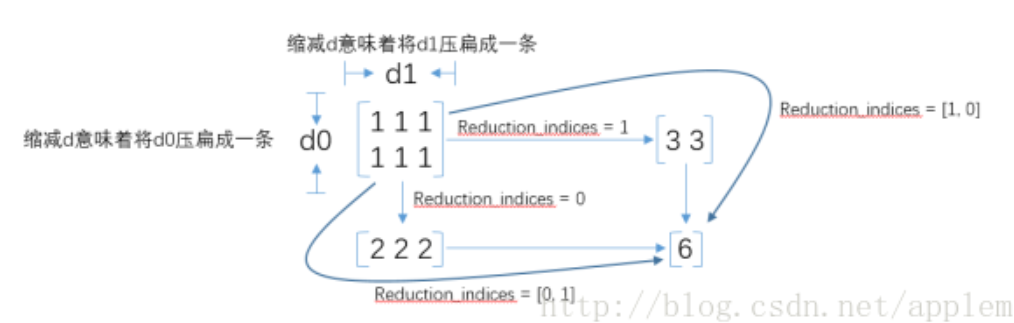 缩减d意味着将d1压扁成一条
d1
缩减d意味着将d0压扁成一条
d0
1 1 1
1 1 1
Reduction_indices = 1
3 3
Reduction_indices = [1, 0]
Reduction_indices = 0
2 2 2
6
Reduction_indices = [0, 1]
http://blog.csdn.net/applem